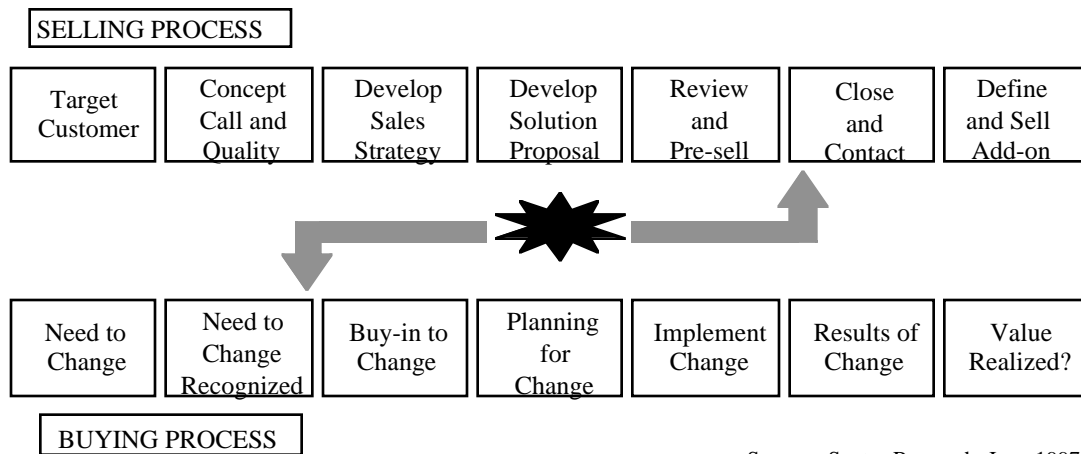 SELLING PROCESS
Target
Customer
Concept
Call and
Quality
Develop
Sales
Strategy
Develop
Solution
Proposal
Review
and
Pre-sell
Close
and
Contact
Define
and Sell
Add-on
Need to
Change
Need to
Change
Recognized
Buy-in to
Change
Planning
for
Change
Implement
Change
Results of
Change
Value
Realized?
BUYING PROCESS